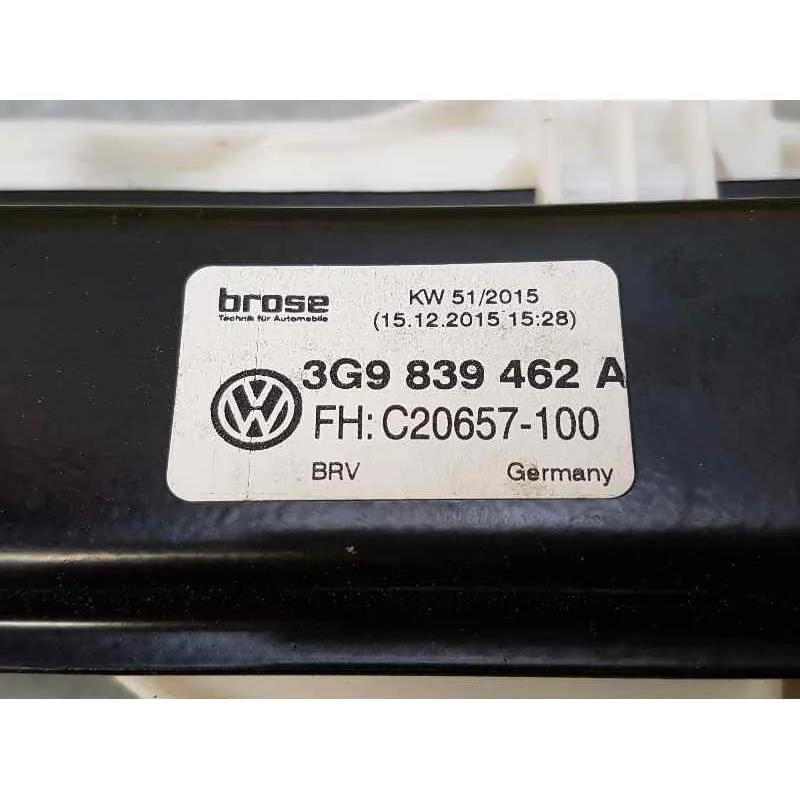 brose
Technik für Automobile
KW 51/2015
(15.12.2015 15:28)
3G9 839 462 A
FH: C20657-100
BRV
Germany